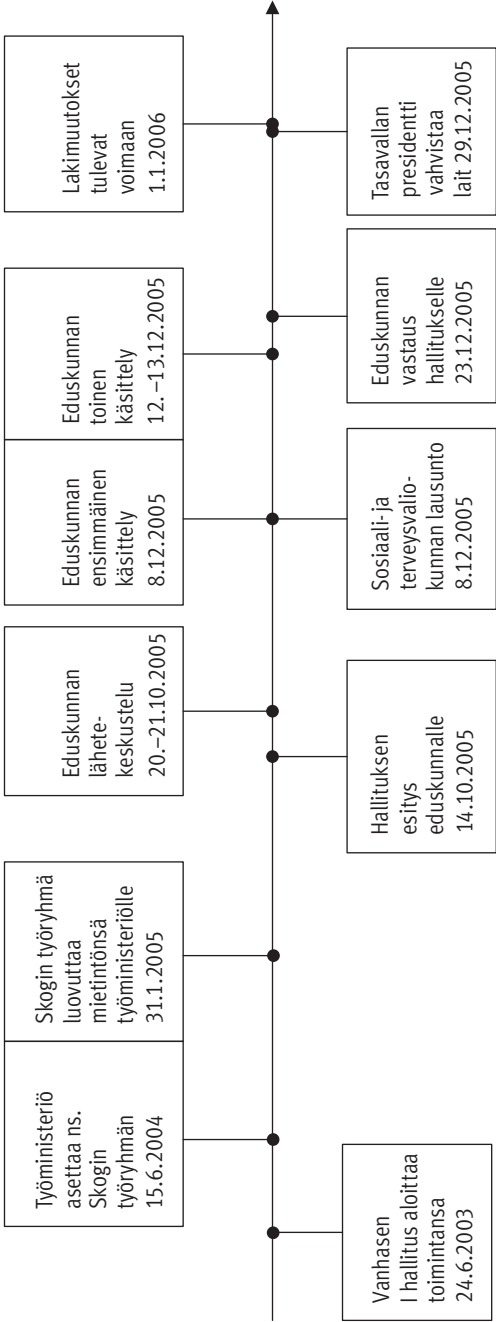 Työministeriö
asettaa ns.
Skogin
työryhmän
15.6.2004
Skogin työryhmä
luovuttaa
mietintönsä
työministeriölle
31.1.2005
Eduskunnan
lähete-
keskustelu
20.–21.10.2005
Eduskunnan
ensimmäinen
käsittely
8.12.2005
Eduskunnan
toinen
käsittely
12.–13.12.2005
Lakimuutokset
tulevat
voimaan
1.1.2006
Vanhasen
I hallitus aloittaa
toimintansa
24.6.2003
Hallituksen
esitys
eduskunnalle
14.10.2005
Sosiaali- ja
terveysvalio-
kunnan lausunto
8.12.2005
Eduskunnan
vastaus
hallitukselle
23.12.2005
Tasavallan
presidentti
vahvistaa
lait 29.12.2005